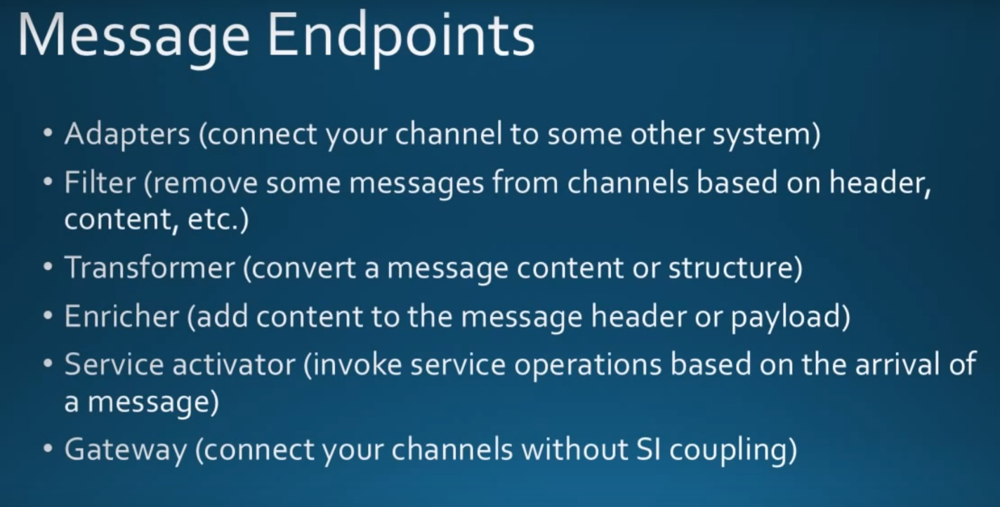 Message Endpoints
• Adapters (connect your channel to some other system)
• Filter (remove some messages from channels based on header,
content, etc.)
• Transformer (convert a message content or structure)
• Enricher (add content to the message header or payload)
• Service activator (invoke service operations based on the arrival of
a message)
• Gateway (connect your channels without SI coupling)